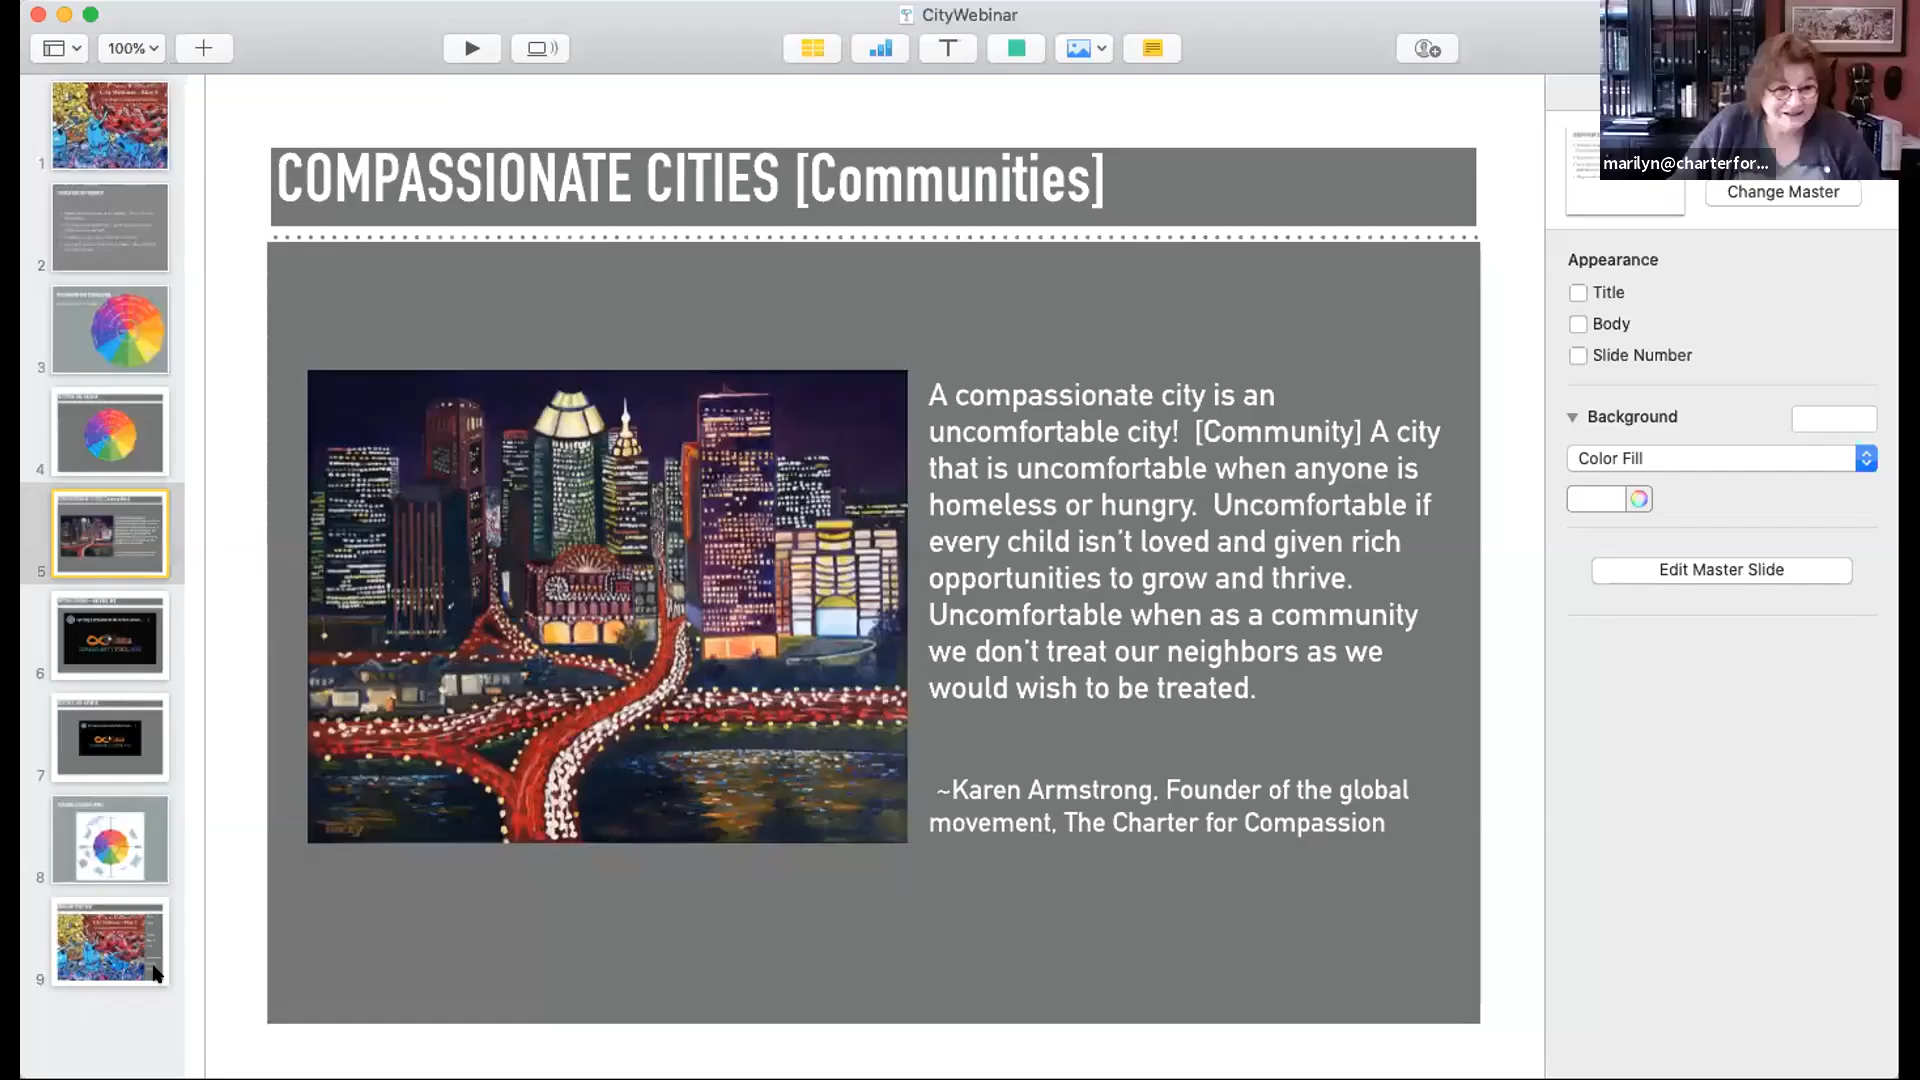 CityWebinar
100%
marilyn@charterfor...
Change Master
COMPASSIONATE CITIES [Communities]
A compassionate city is an
uncomfortable city!  [Community] A city
that is uncomfortable when anyone is
homeless or hungry.  Uncomfortable if
every child isn't loved and given rich
opportunities to grow and thrive.
Uncomfortable when as a community
we don't treat our neighbors as we
would wish to be treated.
~Karen Armstrong, Founder of the global
movement, The Charter for Compassion
Appearance
Title
Body
Slide Number
Background
Color Fill
Edit Master Slide
1
2
3
4
5
6
7
8
9